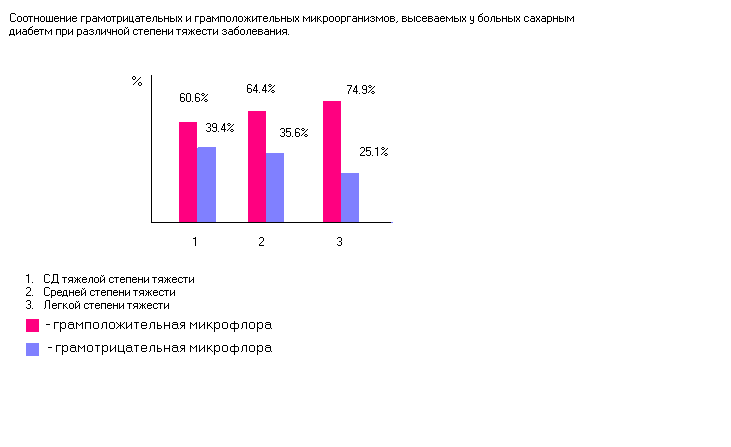 Соотношение грамотрицательных и грамположительных микроорганизмов, высеваемых у больных сахарным
диабетм при различной степени тяжести заболевания.
%
60.6%
39.4%
64.4%
35.6%
74.9%
25.1%
1 2 3
1. СД тяжелой степени тяжести
2. Средней степени тяжести
3. Легкой степени тяжести
- грамположительная микрофлора
- грамотрицательная микрофлора